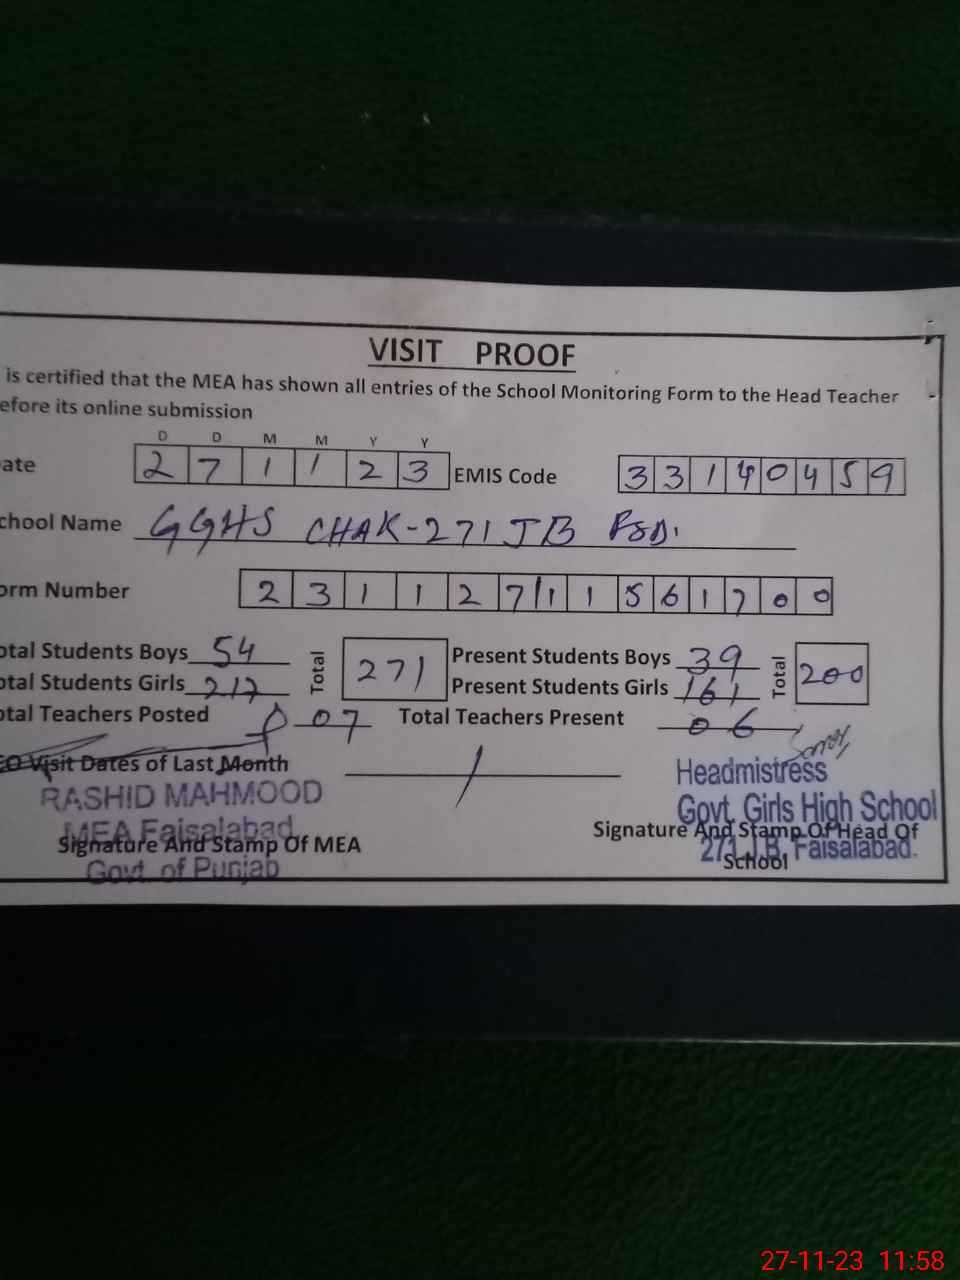 VISIT PROOF
is certified that the MEA has shown all entries of the School Monitoring Form to the Head Teacher
efore its online submission
D D M M Y Y
ate 2 7 1 1 2 3 EMIS Code 3 3 1 4 0 4 5 9
chool Name GGHS CHAK-271 JB FSD.
orm Number 2 3 1 1 2 7 1 1 5 6 1 7 0 0
otal Students Boys 54 Total 271 Present Students Boys 39 Total 200
otal Students Girls 217 Present Students Girls 161
otal Teachers Posted 07 Total Teachers Present 06
EO Visit Dates of Last Month /
RASHID MAHMOOD
MEA Faisalabad
Govt. of Punjab
Signature And Stamp Of MEA
Headmistress
Govt. Girls High School
271 J.B. Faisalabad.
Signature And Stamp Of Head Of
School
27-11-23 11:58